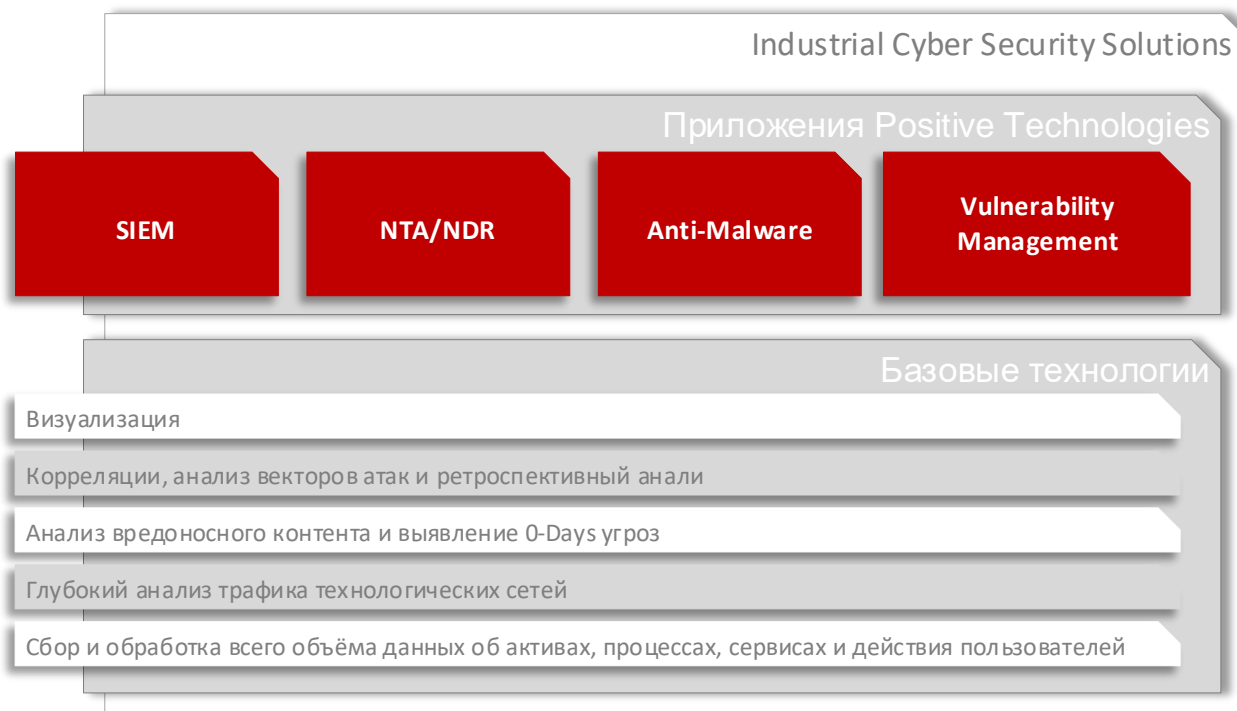 Industrial Cyber Security Solutions
Приложения Positive Technologies
SIEM
NTA/NDR
Anti-Malware
Vulnerability
Management
Базовые технологии
Визуализация
Корреляции, анализ векторов атак и ретроспективный анали
Анализ вредоносного контента и выявление 0-Days угроз
Глубокий анализ трафика технологических сетей
Сбор и обработка всего объёма данных об активах, процессах, сервисах и действия пользователей